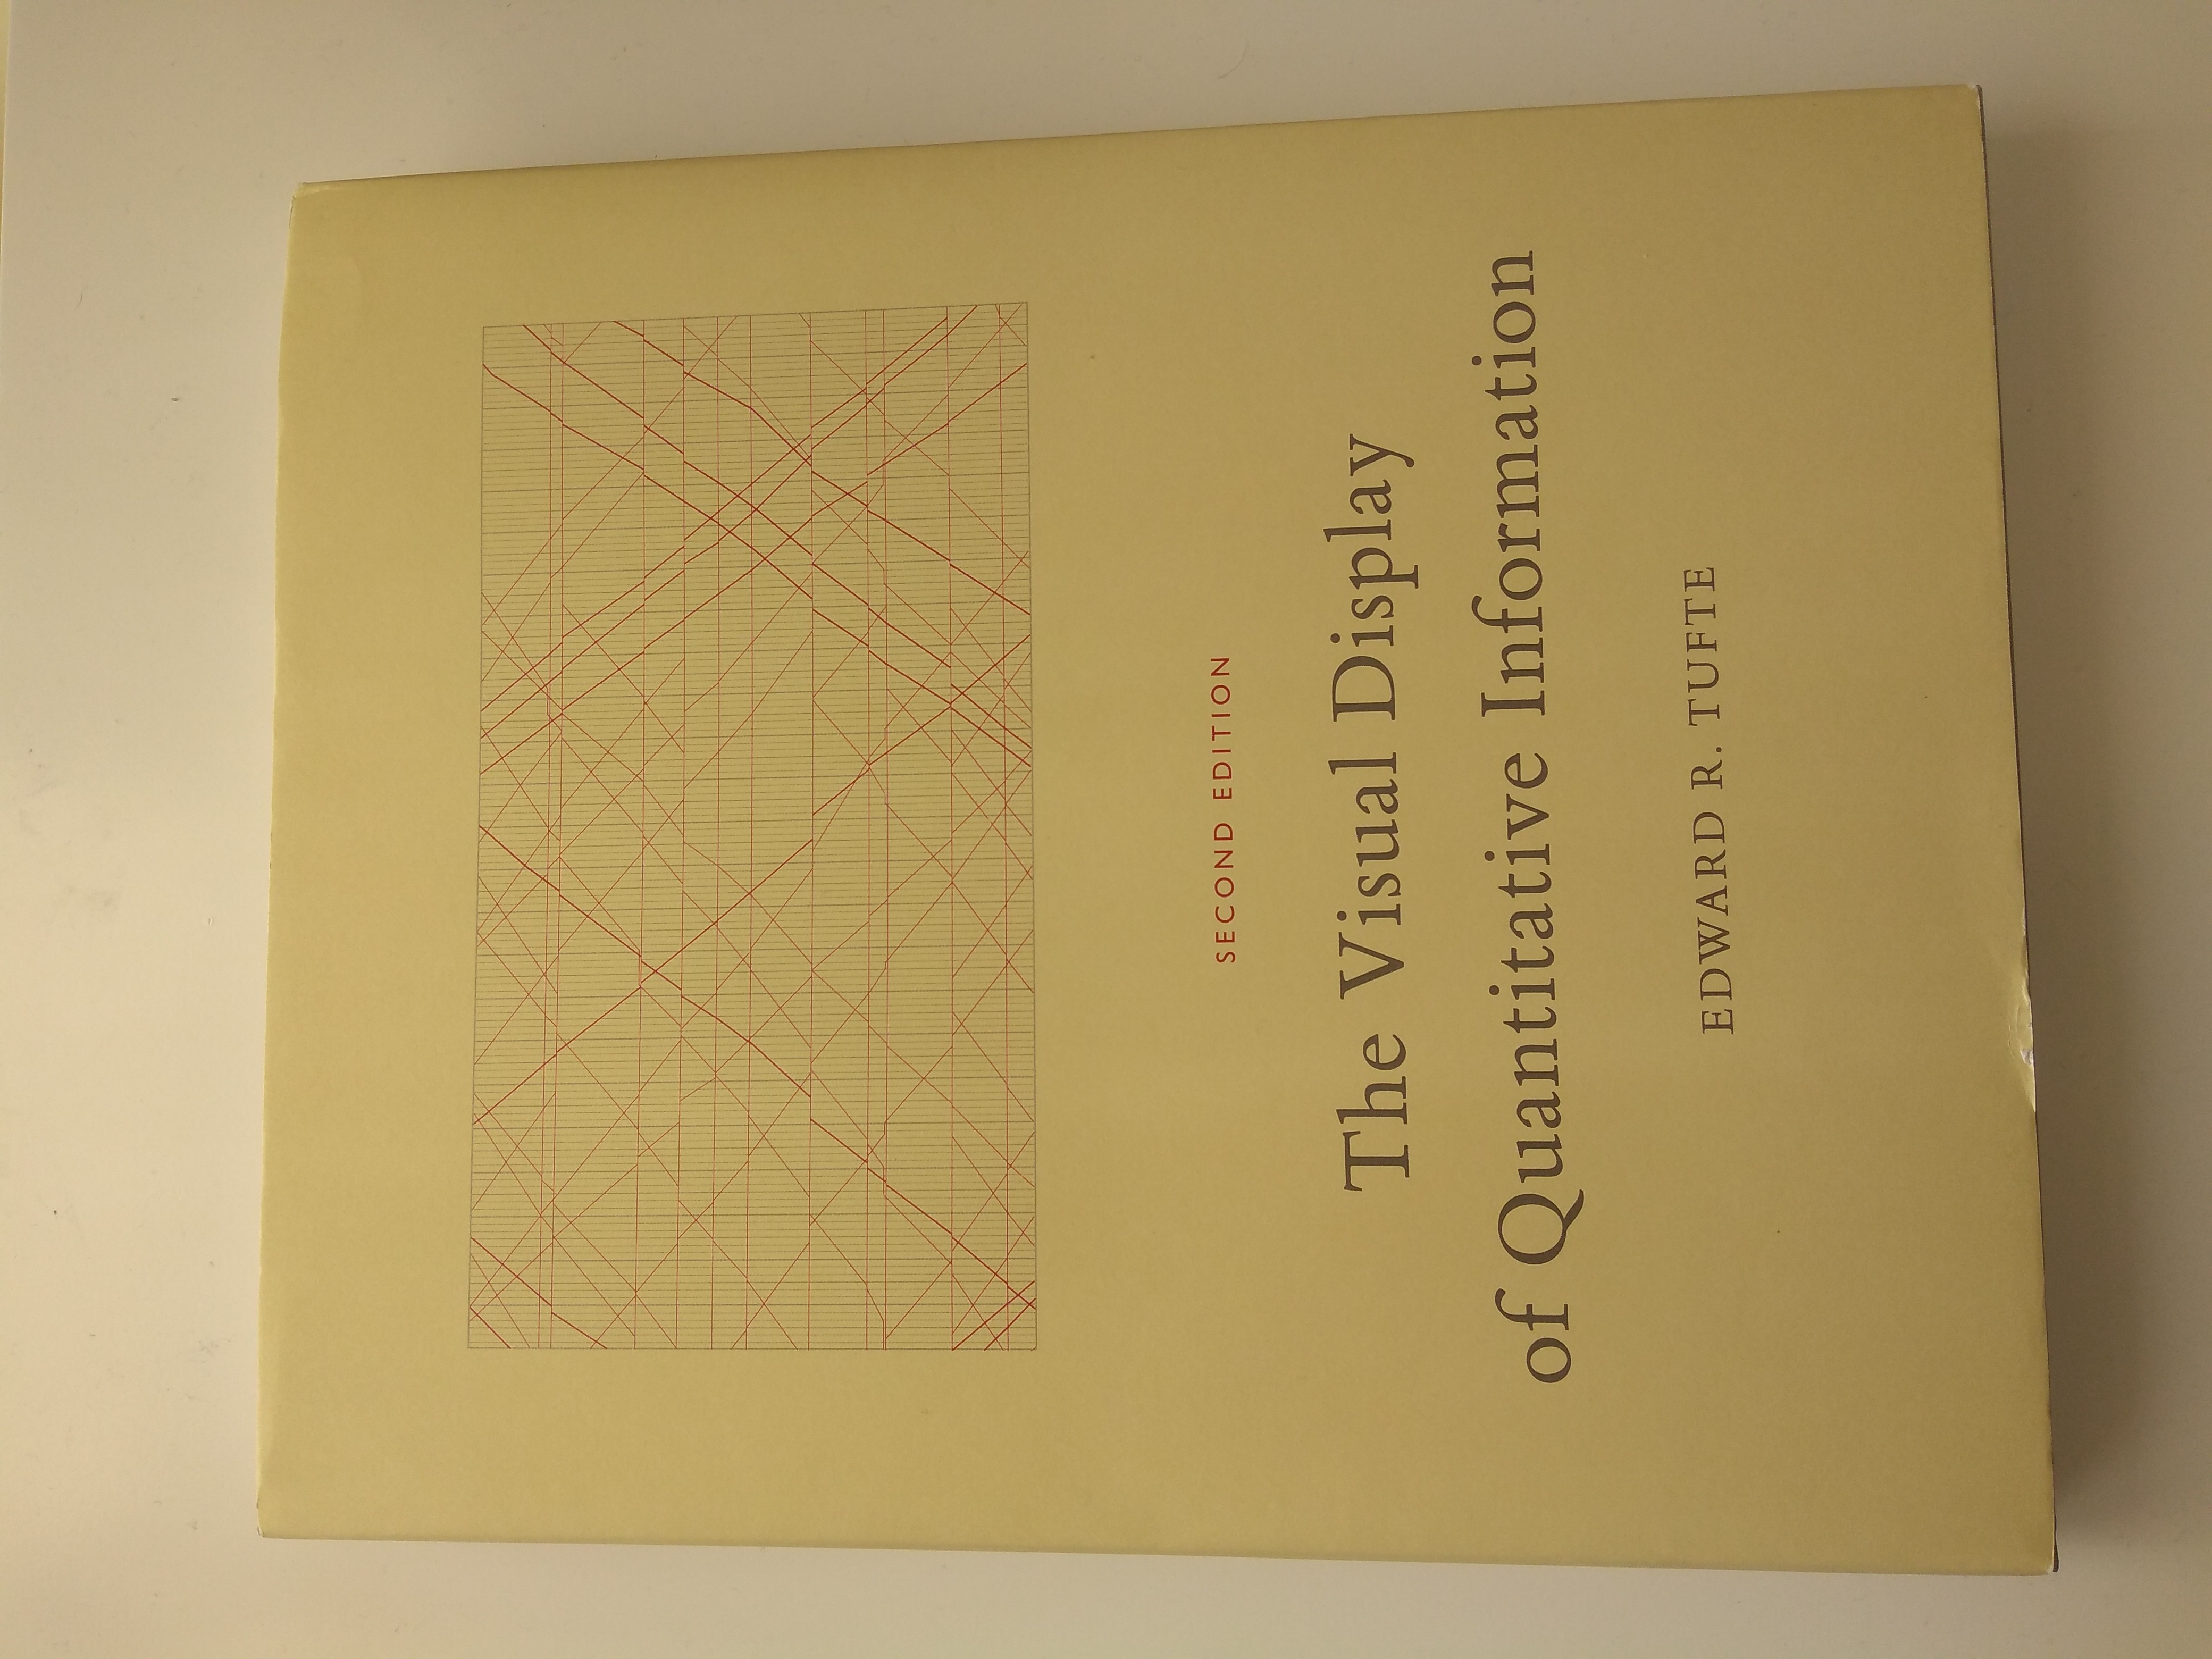 SECOND EDITION
The Visual Display
of Quantitative Information
EDWARD R. TUFTE